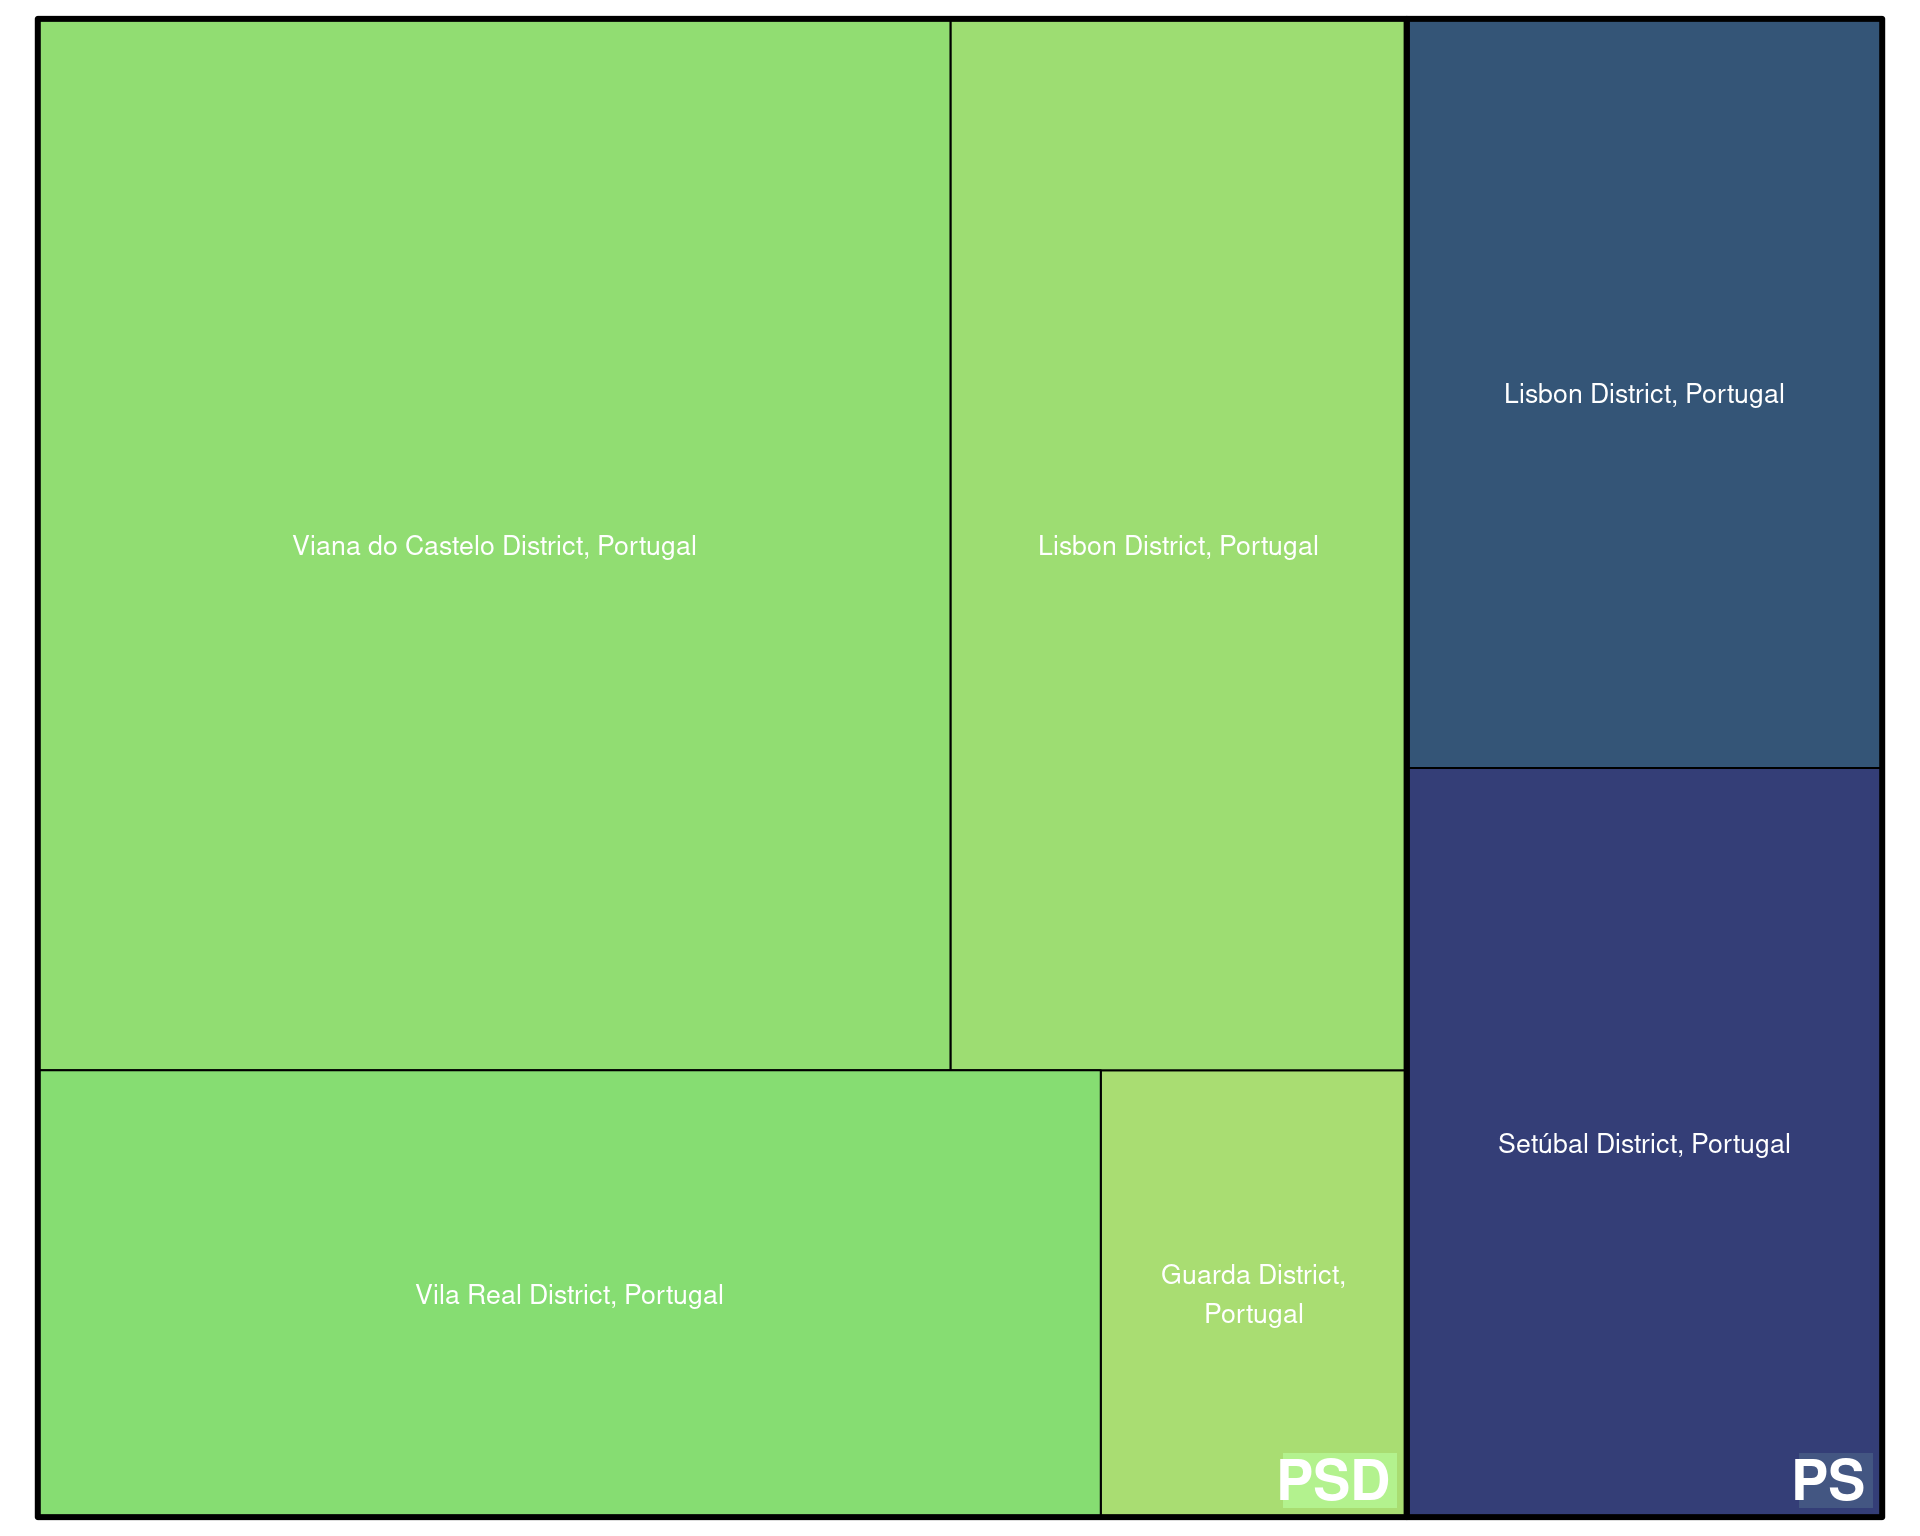 Lisbon District, Portugal
Viana do Castelo District, Portugal
Lisbon District, Portugal
Setúbal District, Portugal
Vila Real District, Portugal
Guarda District,
Portugal
PSD
PS